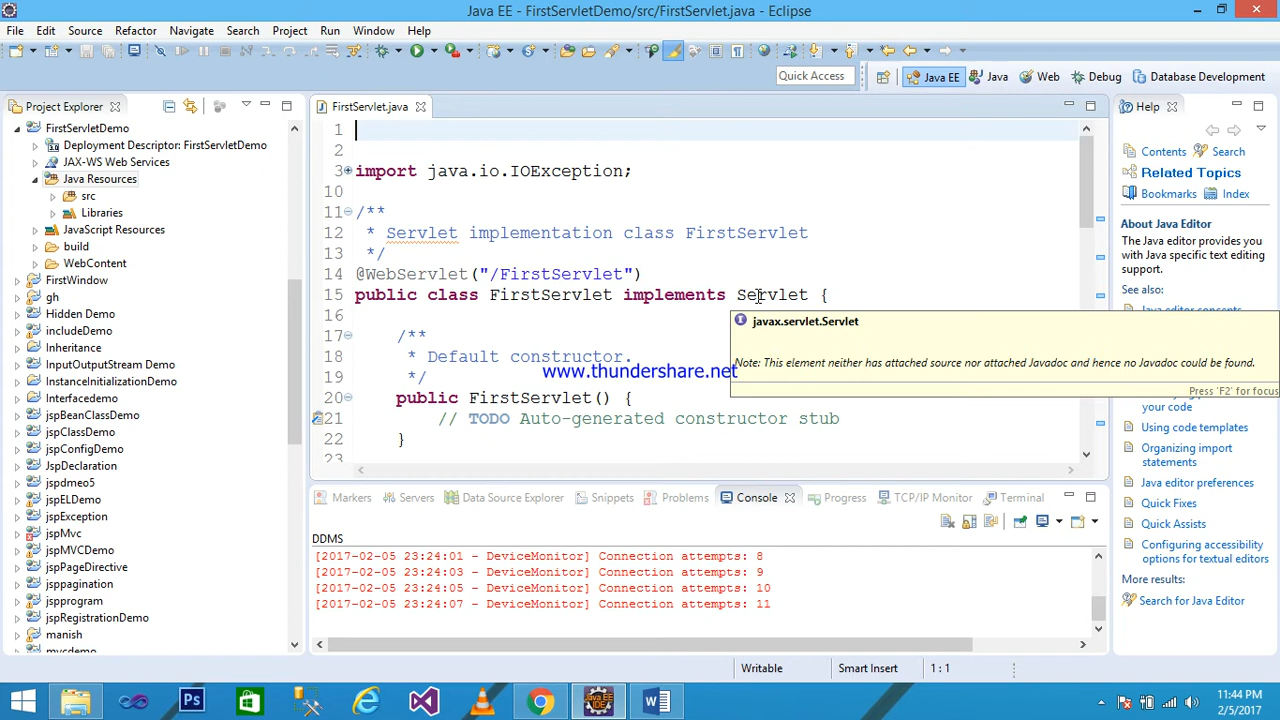 Java EE - FirstServletDemo/src/FirstServlet.java - Eclipse
File Edit Source Refactor Navigate Search Project Run Window Help
Quick Access
Java EE Java Web Debug Database Development
Project Explorer
FirstServletDemo
Deployment Descriptor: FirstServletDemo
JAX-WS Web Services
Java Resources
src
Libraries
JavaScript Resources
build
WebContent
FirstWindow
gh
Hidden Demo
includeDemo
Inheritance
InputOutputStream Demo
InstanceInitializationDemo
Interfacedemo
jspBeanClassDemo
jspClassDemo
jspConfigDemo
JspDeclaration
jspdmeo5
jspELDemo
jspException
jspMvc
jspMVCDemo
jspPageDirective
jsppagination
jspprogram
jspRegistrationDemo
manish
mvcdemo
FirstServlet.java
1
2
3 import java.io.IOException;
10
11 /**
12 * Servlet implementation class FirstServlet
13 */
14 @WebServlet("/FirstServlet")
15 public class FirstServlet implements Servlet {
16
17 /**
18 * Default constructor.
19 */
20 public FirstServlet() {
21 // TODO Auto-generated constructor stub
22 }
23
www.thundershare.net
javax.servlet.Servlet
Note: This element neither has attached source nor attached Javadoc and hence no Javadoc could be found.
Press 'F2' for focus
Help
Contents Search
Related Topics
Bookmarks Index
About Java Editor
The Java editor provides you
with Java specific text editing
support.
See also:
Java editor concepts
your code
Using code templates
Organizing import
statements
Java editor preferences
Quick Fixes
Quick Assists
Configuring accessibility
options for textual editors
More results:
Search for Java Editor
Markers Servers Data Source Explorer Snippets Problems Console Progress TCP/IP Monitor Terminal
DDMS
[2017-02-05 23:24:01 - DeviceMonitor] Connection attempts: 8
[2017-02-05 23:24:03 - DeviceMonitor] Connection attempts: 9
[2017-02-05 23:24:05 - DeviceMonitor] Connection attempts: 10
[2017-02-05 23:24:07 - DeviceMonitor] Connection attempts: 11
Writable Smart Insert 1 : 1
11:44 PM
2/5/2017